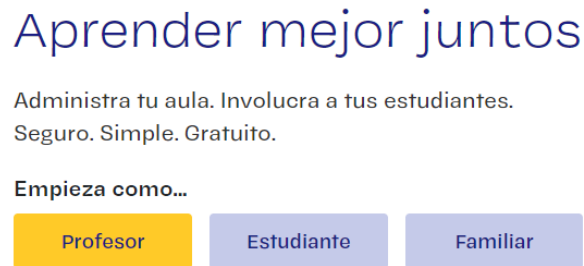 Aprender mejor juntos
Administra tu aula. Involucra a tus estudiantes.
Seguro. Simple. Gratuito.
Empieza como...
Profesor
Estudiante
Familiar